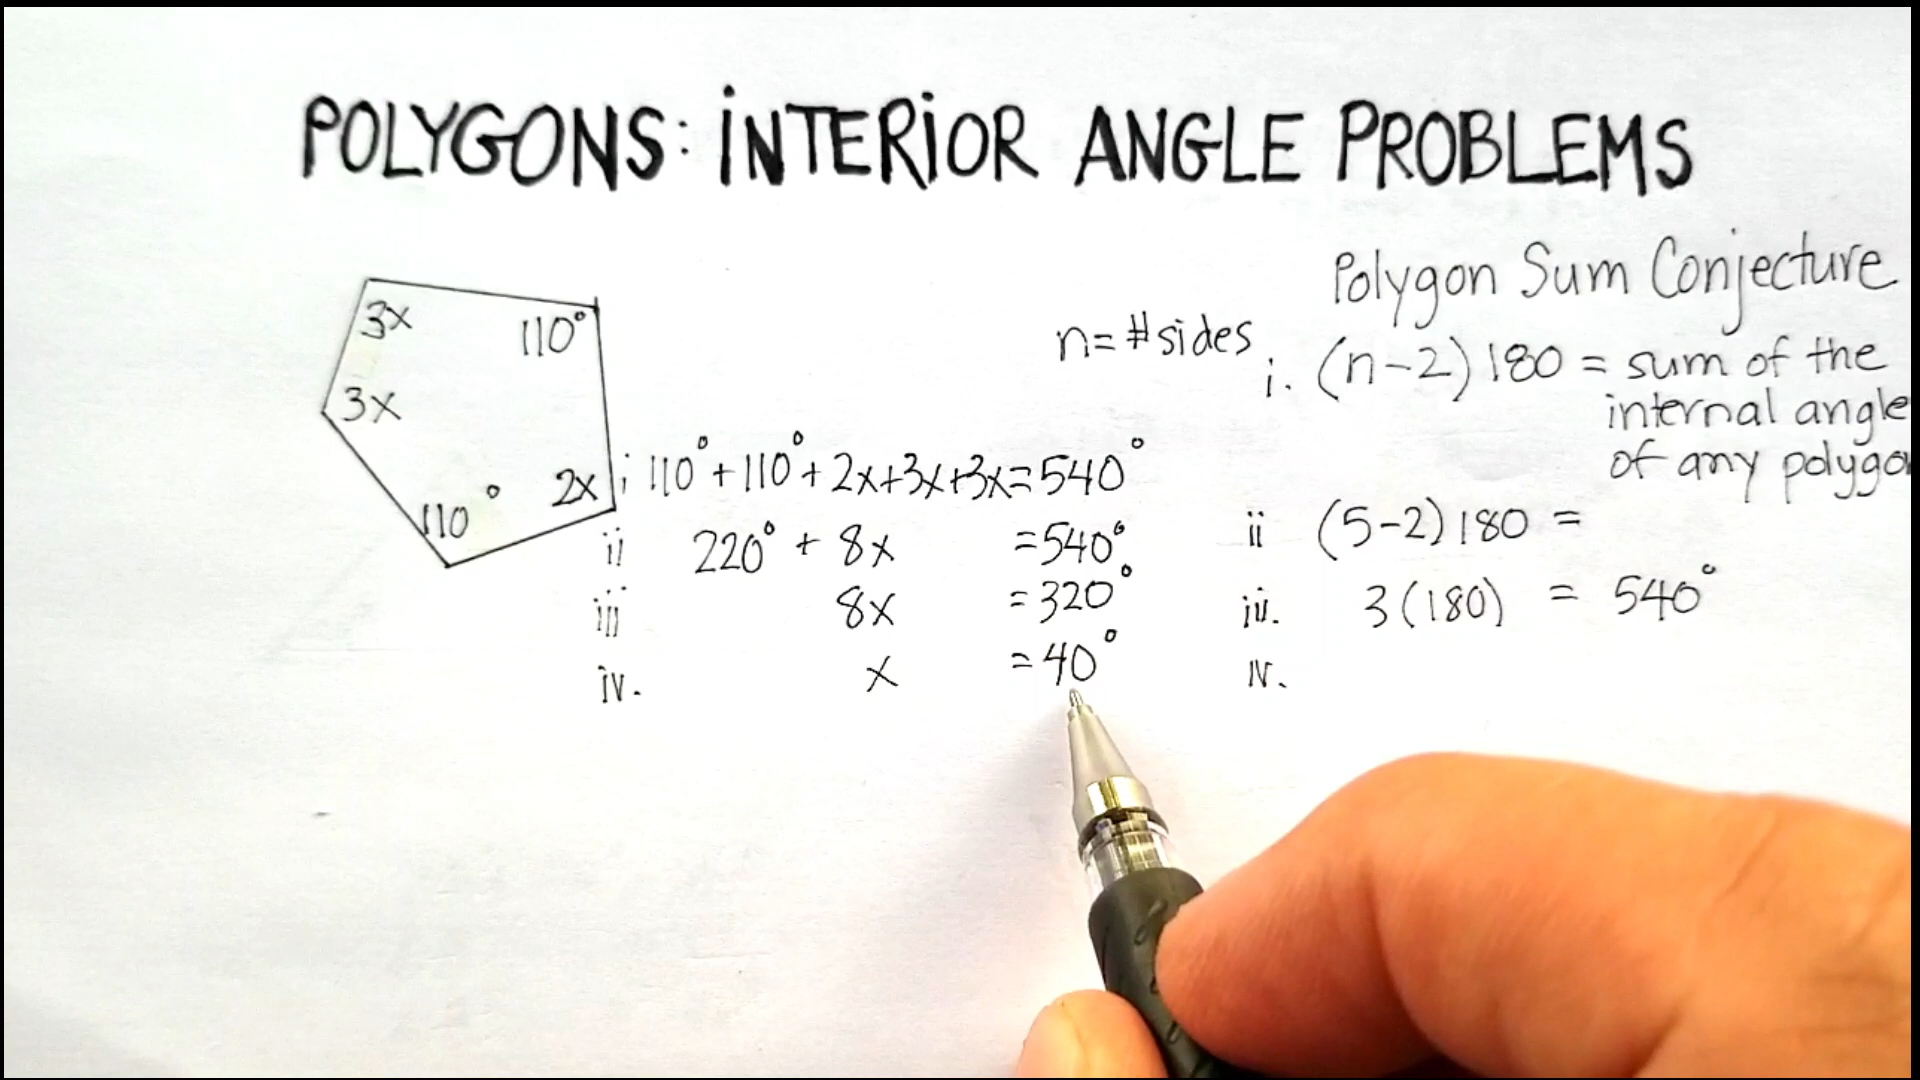 POLYGONS: INTERIOR ANGLE PROBLEMS
Polygon Sum Conjecture
n=#sides
i. (n-2)180 = sum of the
internal angle
of any polygo
3x
110°
3x
110°
2x
i 110°+110°+2x+3x+3x=540°
ii 220° + 8x =540°
iii 8x =320°
iv. x =40°
ii (5-2)180 =
iii. 3(180) = 540°
iv.